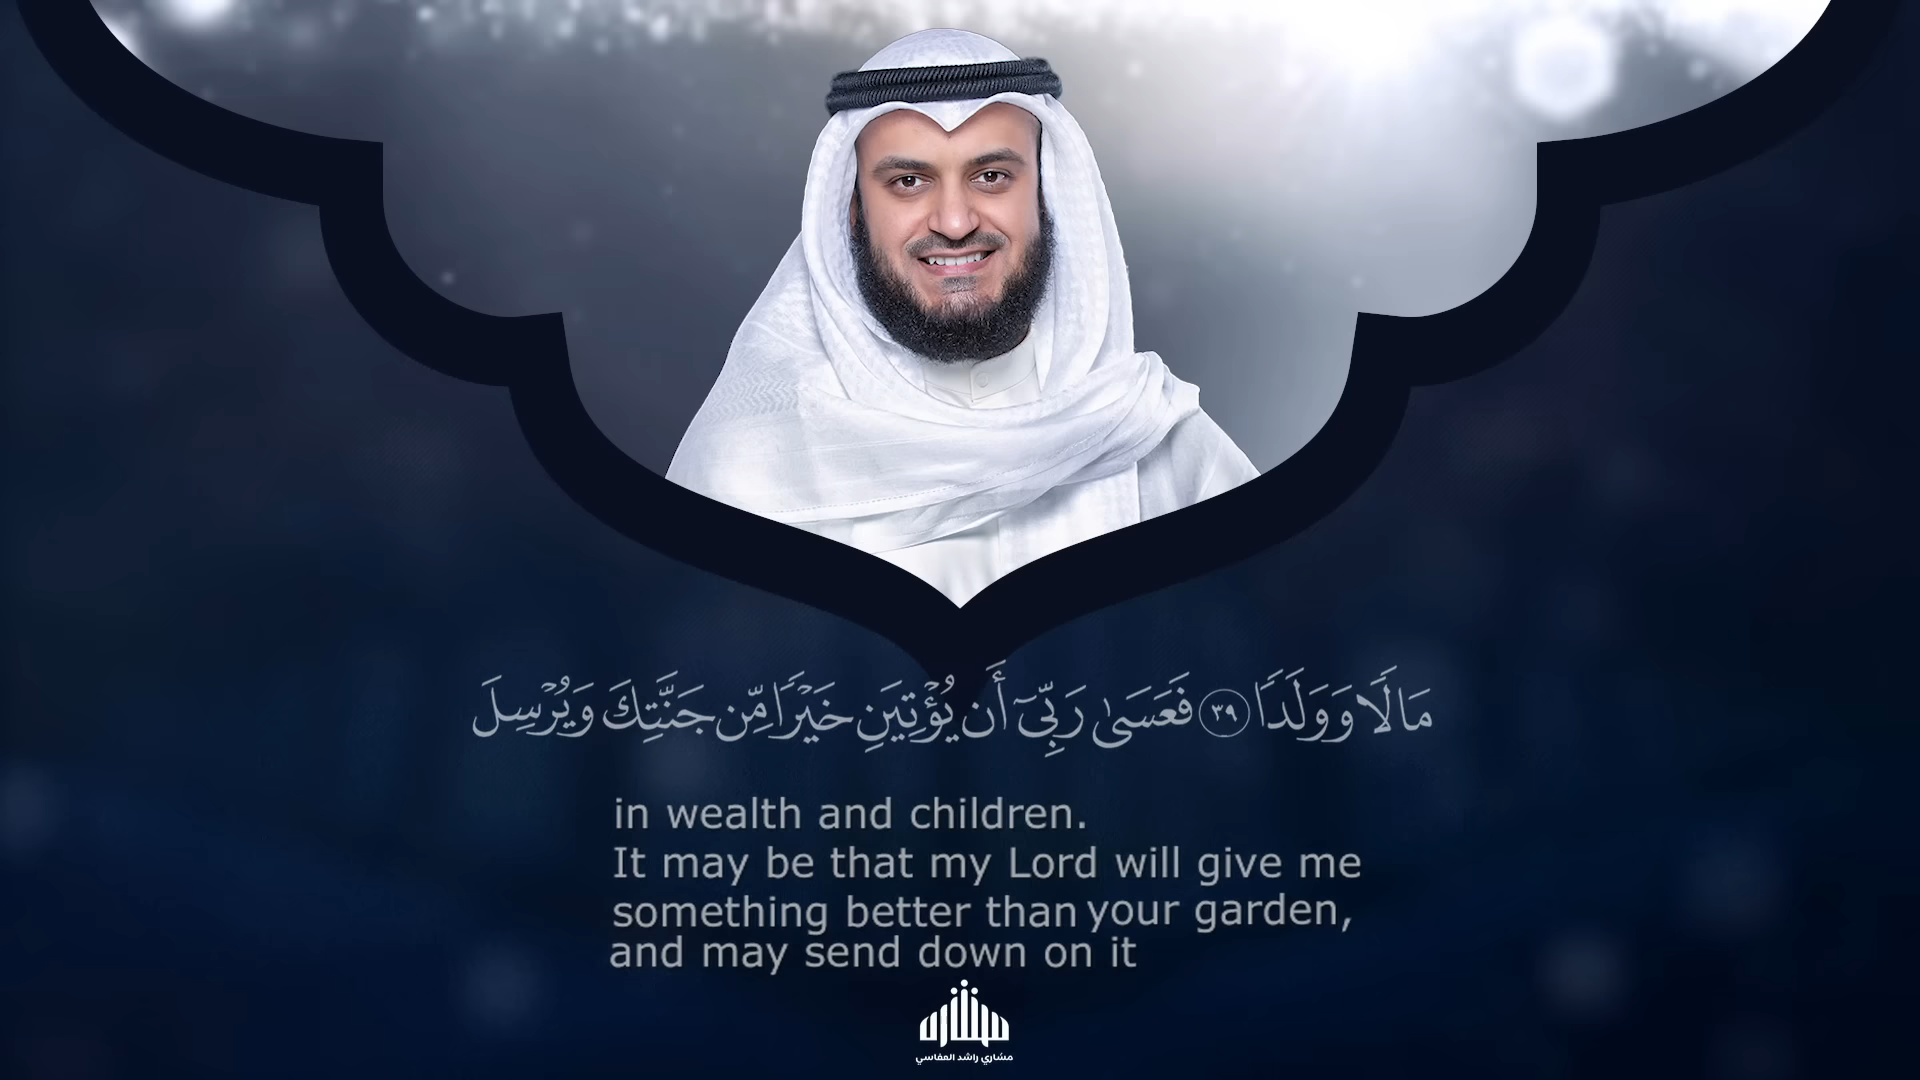 مَالًا وَوَلَدًا ٣٩ فَعَسَىٰ رَبِّىٓ أَن يُؤْتِيَنِ خَيْرًا مِّن جَنَّتِكَ وَيُرْسِلَ
in wealth and children.
It may be that my Lord will give me
something better than your garden,
and may send down on it
مشاري راشد العفاسي